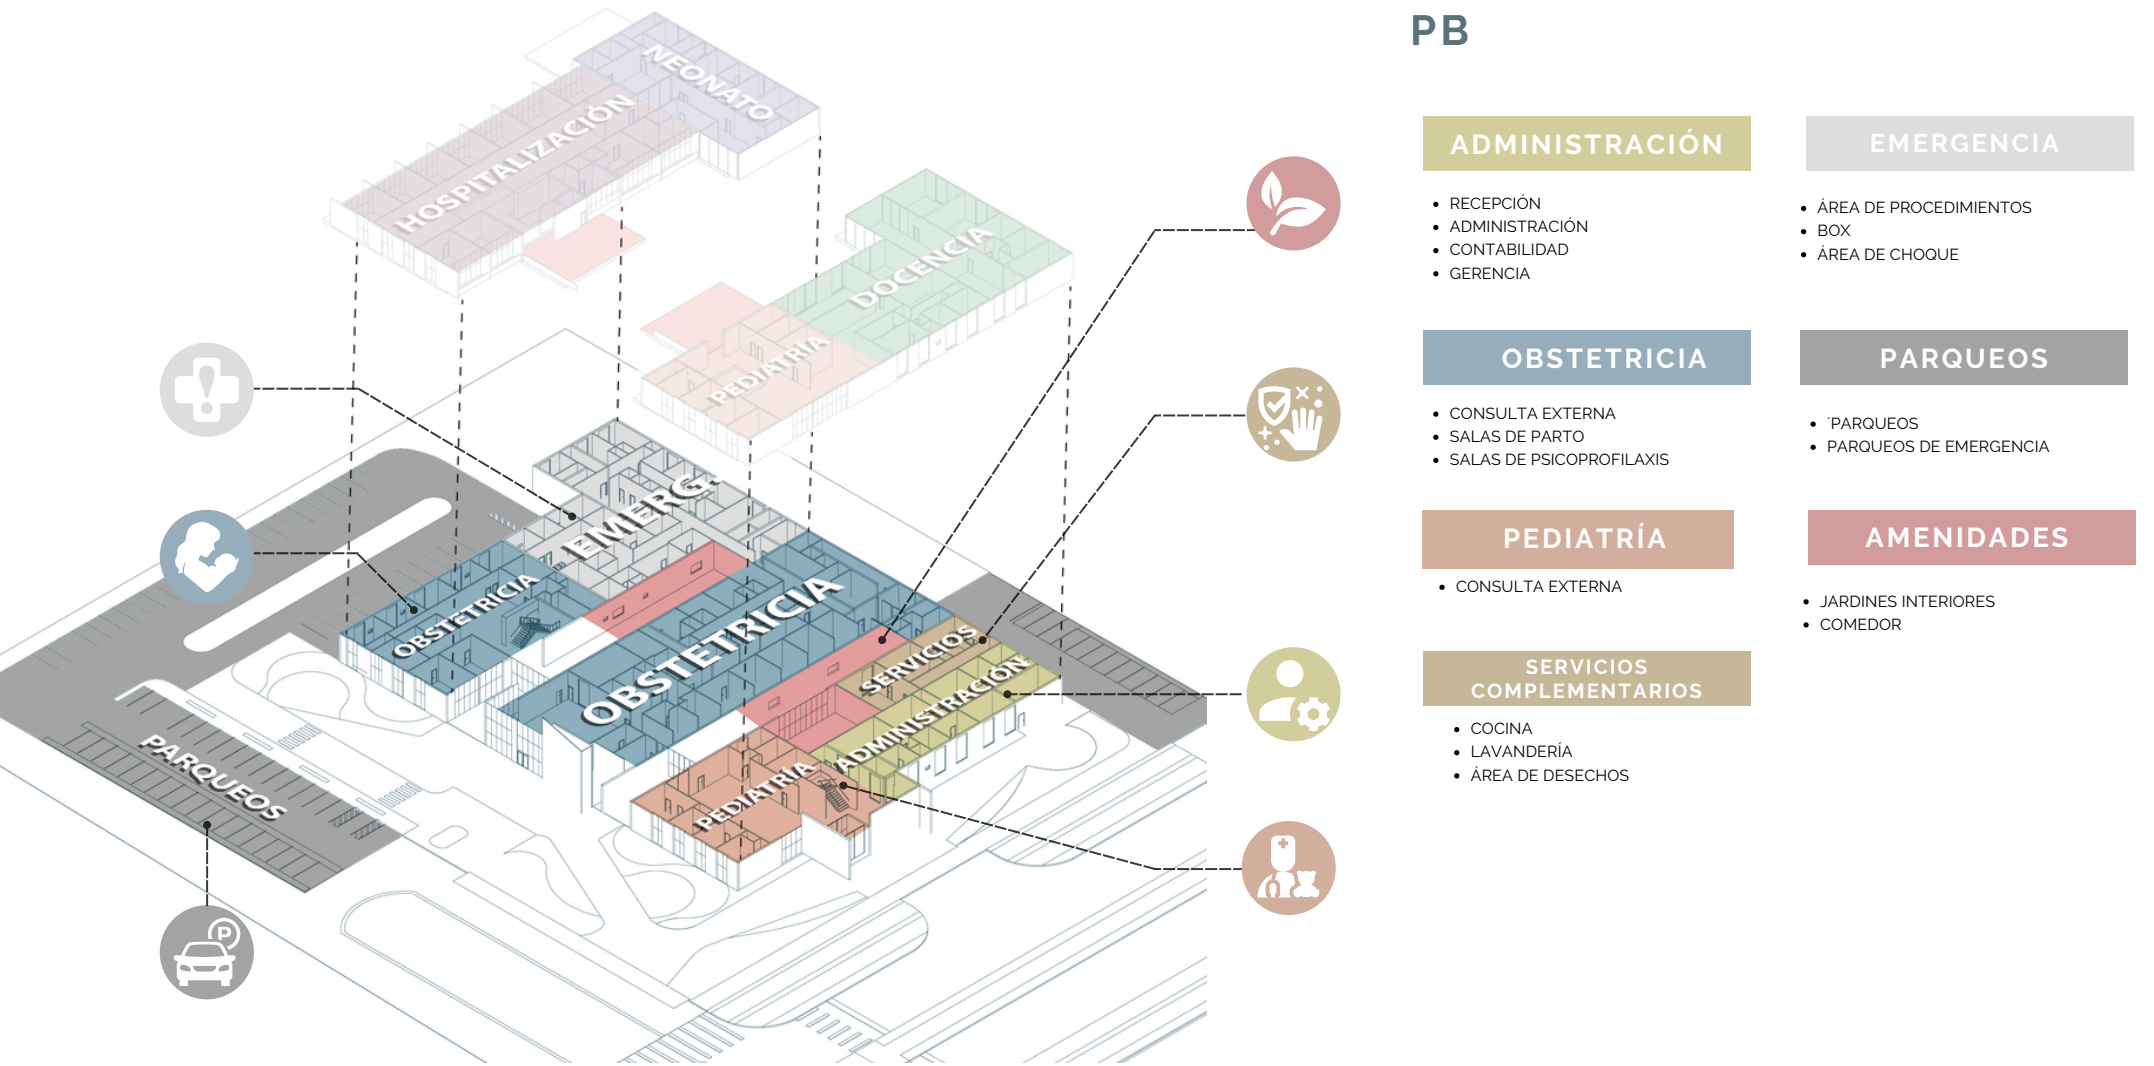 PB
NEONATO
HOSPITALIZACIÓN
DOCENCIA
PEDIATRÍA
EMERG.
OBSTETRICIA
OBSTETRICIA
SERVICIOS
ADMINISTRACIÓN
PEDIATRÍA
PARQUEOS
P
ADMINISTRACIÓN
• RECEPCIÓN
• ADMINISTRACIÓN
• CONTABILIDAD
• GERENCIA
EMERGENCIA
• ÁREA DE PROCEDIMIENTOS
• BOX
• ÁREA DE CHOQUE
OBSTETRICIA
• CONSULTA EXTERNA
• SALAS DE PARTO
• SALAS DE PSICOPROFILAXIS
PARQUEOS
• ´PARQUEOS
• PARQUEOS DE EMERGENCIA
PEDIATRÍA
• CONSULTA EXTERNA
AMENIDADES
• JARDINES INTERIORES
• COMEDOR
SERVICIOS
COMPLEMENTARIOS
• COCINA
• LAVANDERÍA
• ÁREA DE DESECHOS